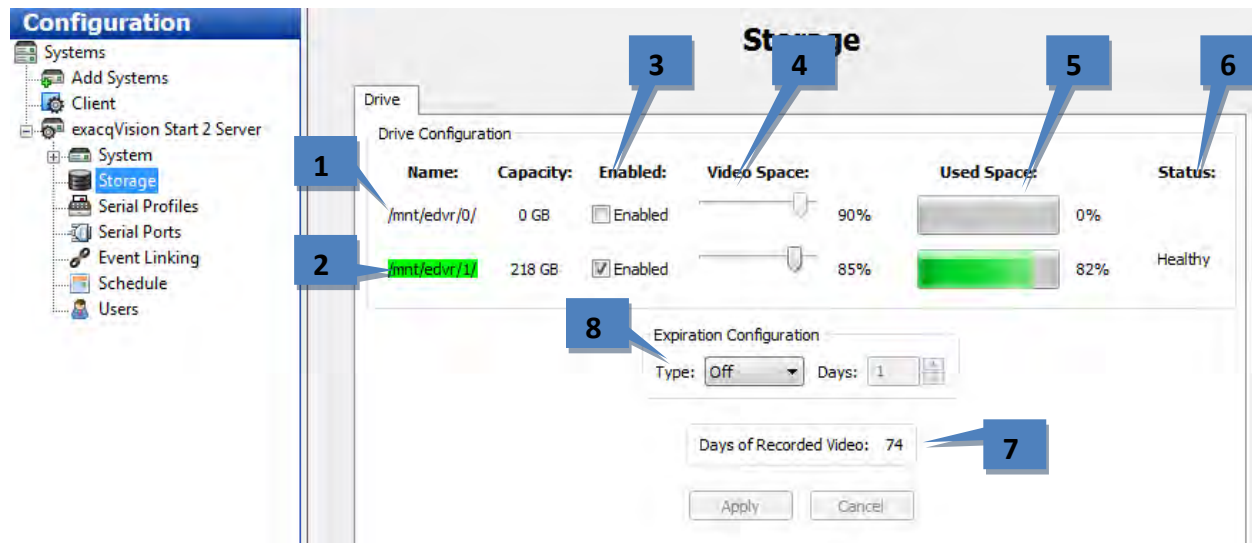 Configuration
Systems
Add Systems
Client
exacqVision Start 2 Server
System
Storage
Serial Profiles
Serial Ports
Event Linking
Schedule
Users
Storage
3
4
5
6
Drive
Drive Configuration
1
Name: Capacity: Enabled: Video Space: Used Space: Status:
/mnt/edvr/0/ 0 GB Enabled 90% 0%
2
/mnt/edvr/1/ 218 GB Enabled 85% 82% Healthy
8
Expiration Configuration
Type: Off Days: 1
Days of Recorded Video: 74
7
Apply Cancel